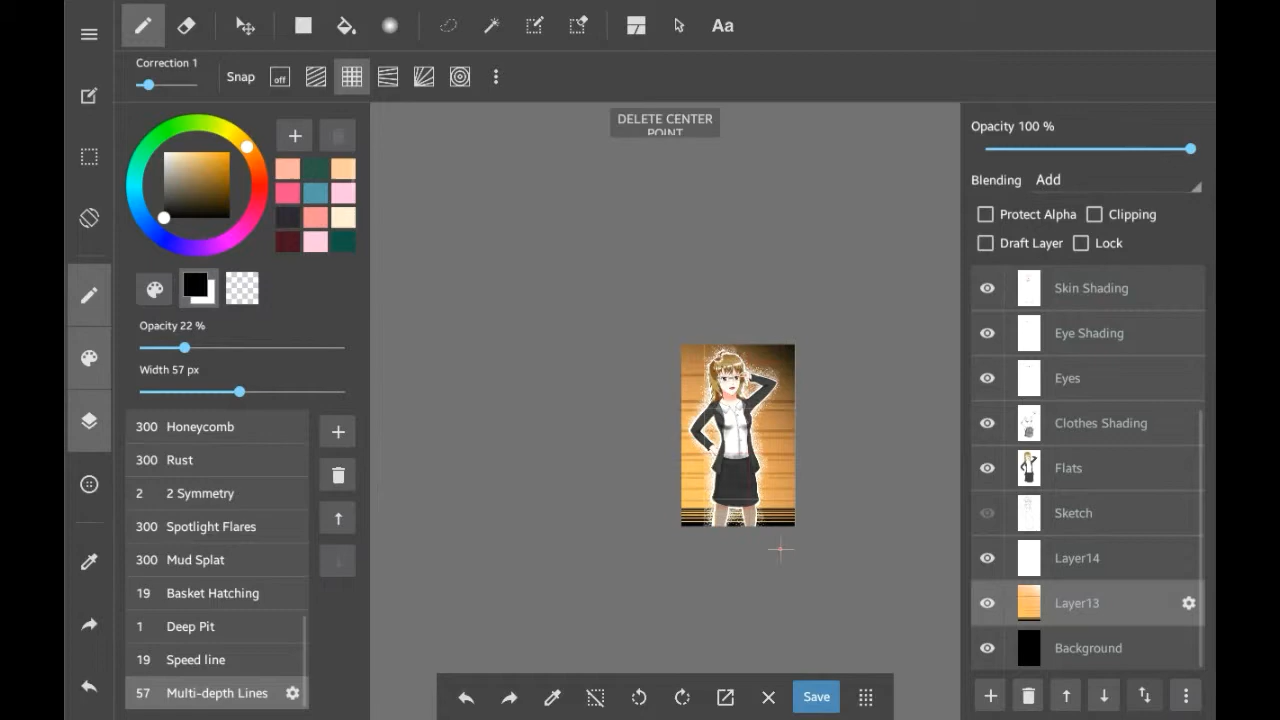 Aa
Correction 1
Snap
off
DELETE CENTER
POINT
Opacity 22 %
Width 57 px
300 Honeycomb
300 Rust
2 2 Symmetry
300 Spotlight Flares
300 Mud Splat
19 Basket Hatching
1 Deep Pit
19 Speed line
57 Multi-depth Lines
Save
Opacity 100 %
Blending Add
Protect Alpha Clipping
Draft Layer Lock
Skin Shading
Eye Shading
Eyes
Clothes Shading
Flats
Sketch
Layer14
Layer13
Background